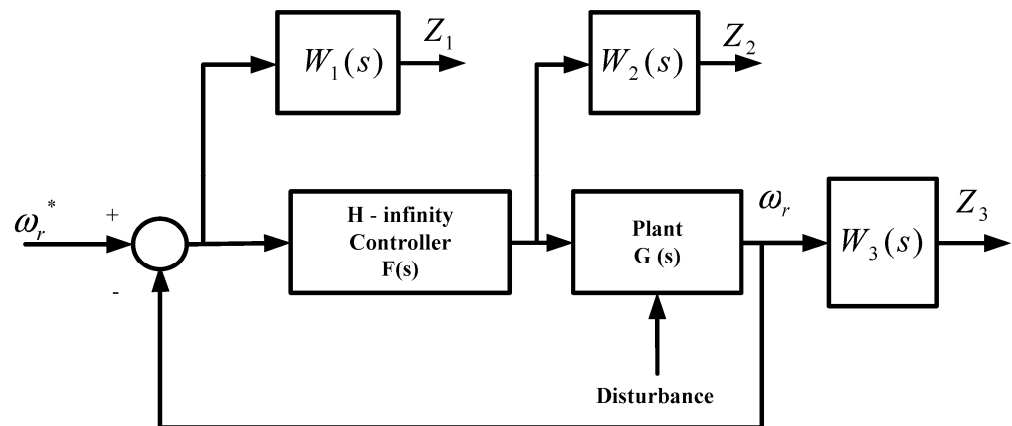 W₁(s)
Z₁
W₂(s)
Z₂
ωᵣ*
+
-
H - infinity
Controller
F(s)
Plant
G (s)
ωᵣ
W₃(s)
Z₃
Disturbance